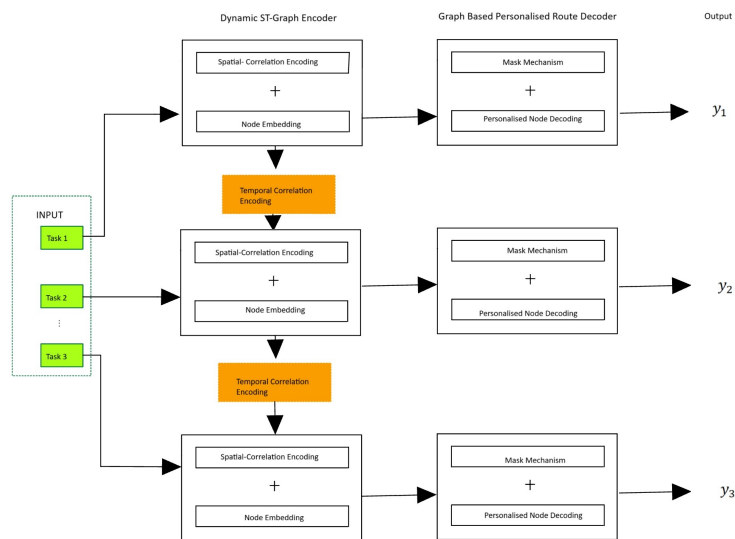 Dynamic ST-Graph Encoder
Graph Based Personalised Route Decoder
Output
Spatial- Correlation Encoding
+
Node Embedding
Mask Mechanism
+
Personalised Node Decoding
y1
Temporal Correlation
Encoding
INPUT
Task 1
Task 2
...
Task 3
Spatial-Correlation Encoding
+
Node Embedding
Mask Mechanism
+
Personalised Node Decoding
y2
Temporal Correlation
Encoding
Spatial-Correlation Encoding
+
Node Embedding
Mask Mechanism
+
Personalised Node Decoding
y3